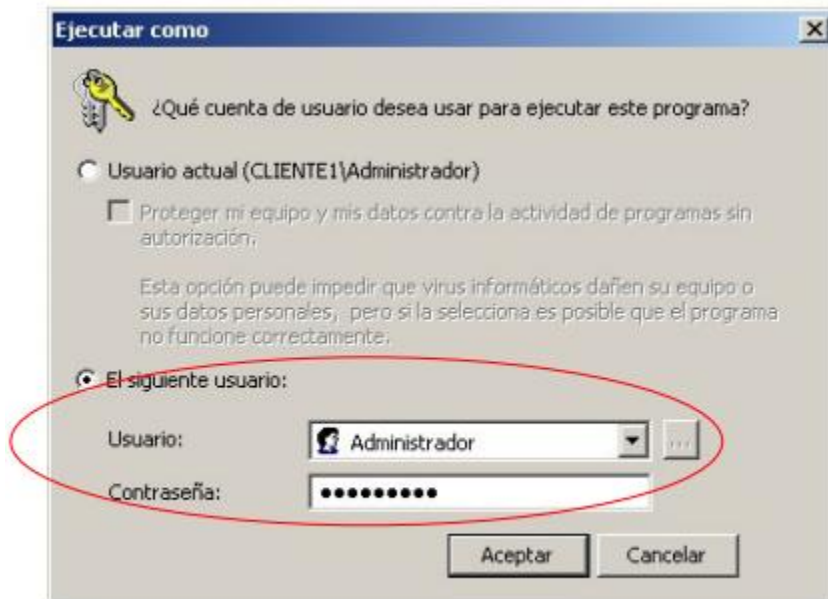 Ejecutar como
¿Qué cuenta de usuario desea usar para ejecutar este programa?
Usuario actual (CLIENTE1\Administrador)
Proteger mi equipo y mis datos contra la actividad de programas sin
autorización.
Esta opción puede impedir que virus informáticos dañen su equipo o
sus datos personales, pero si la selecciona es posible que el programa
no funcione correctamente.
El siguiente usuario:
Usuario:
Administrador
...
Contraseña:
●●●●●●●●●
Aceptar
Cancelar